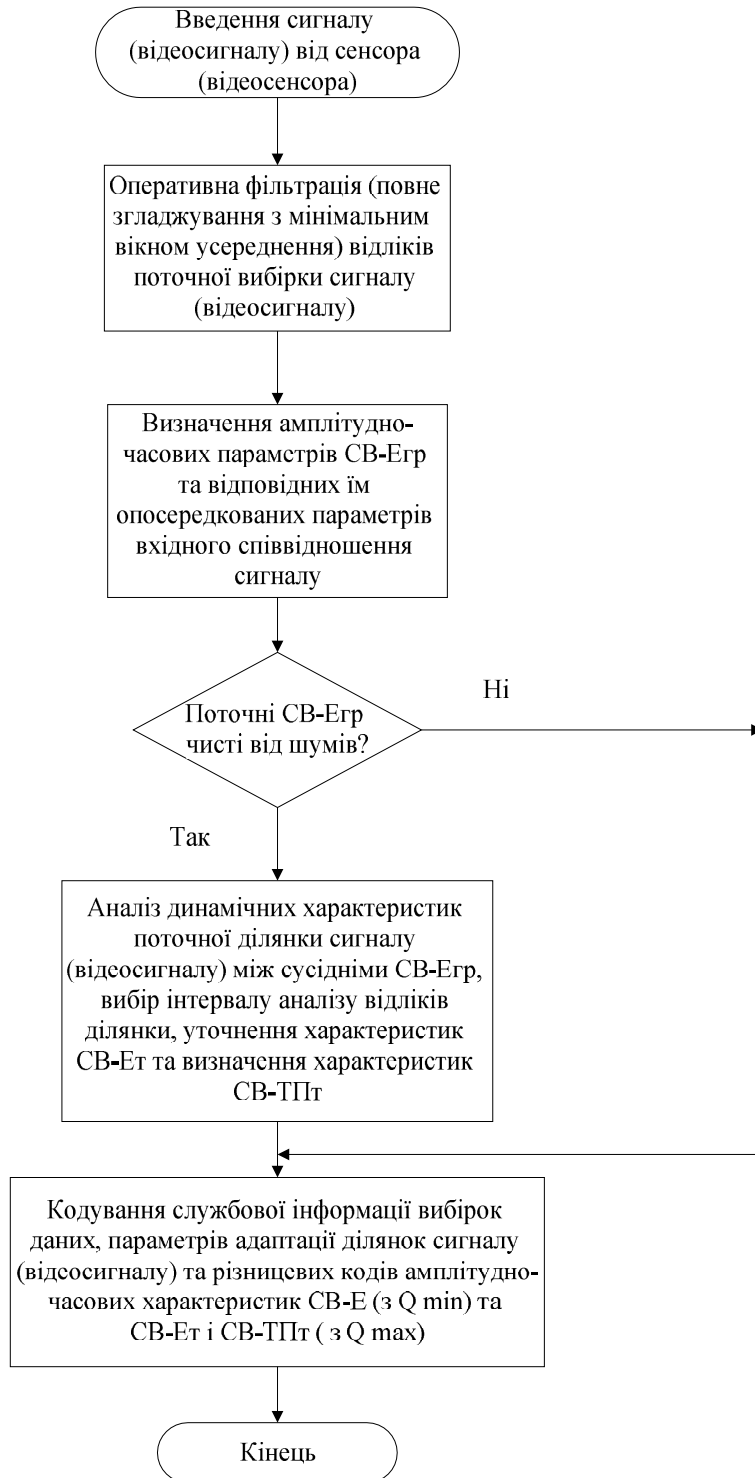 Введення сигналу
(відеосигналу) від сенсора
(відеосенсора)
Оперативна фільтрація (повне
згладжування з мінімальним
вікном усереднення) відліків
поточної вибірки сигналу
(відеосигналу)
Визначення амплітудно-
часових параметрів СВ-Егр
та відповідних їм
опосередкованих параметрів
вхідного співвідношення
сигналу
Поточні СВ-Егр
чисті від шумів?
Ні
Так
Аналіз динамічних характеристик
поточної ділянки сигналу
(відеосигналу) між сусідніми СВ-Егр,
вибір інтервалу аналізу відліків
ділянки, уточнення характеристик
СВ-Ет та визначення характеристик
СВ-ТПт
Кодування службової інформації вибірок
даних, параметрів адаптації ділянок сигналу
(відеосигналу) та різницевих кодів амплітудно-
часових характеристик СВ-Е (з Q min) та
СВ-Ет і СВ-ТПт ( з Q max)
Кінець